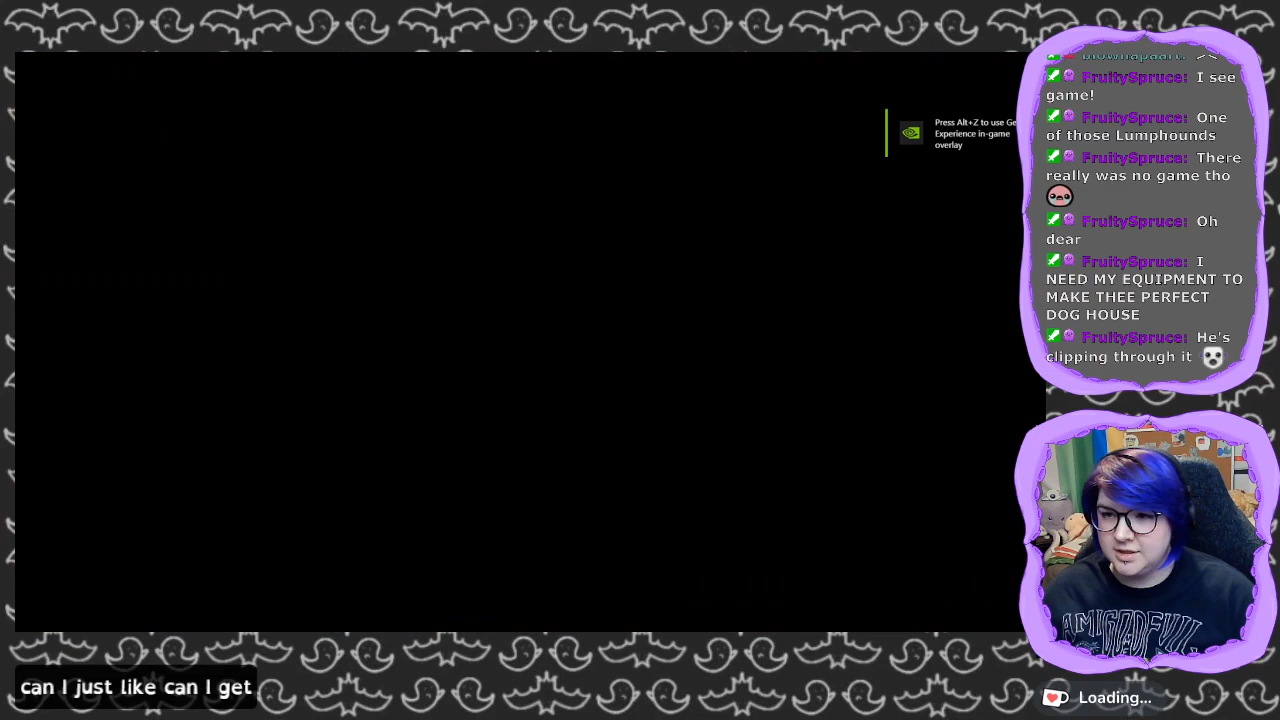 Press Alt+Z to use Ge
Experience in-game
overlay
FruitySpruce: I see
game!
FruitySpruce: One
of those Lumphounds
FruitySpruce: There
really was no game tho
FruitySpruce: Oh
dear
FruitySpruce: I
NEED MY EQUIPMENT TO
MAKE THEE PERFECT
DOG HOUSE
FruitySpruce: He's
clipping through it
can I just like can I get
Loading...